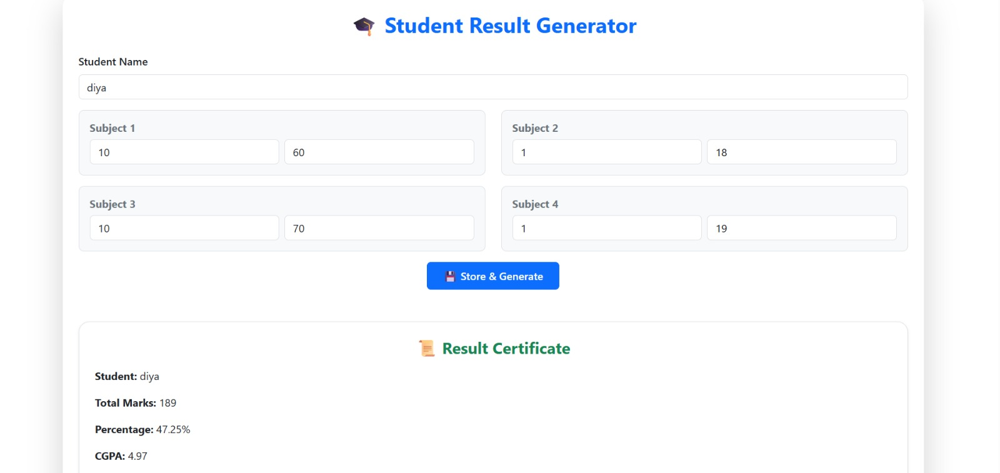 🎓 Student Result Generator
Student Name
diya
Subject 1
10 60
Subject 2
1 18
Subject 3
10 70
Subject 4
1 19
💾 Store & Generate
📜 Result Certificate
Student: diya
Total Marks: 189
Percentage: 47.25%
CGPA: 4.97